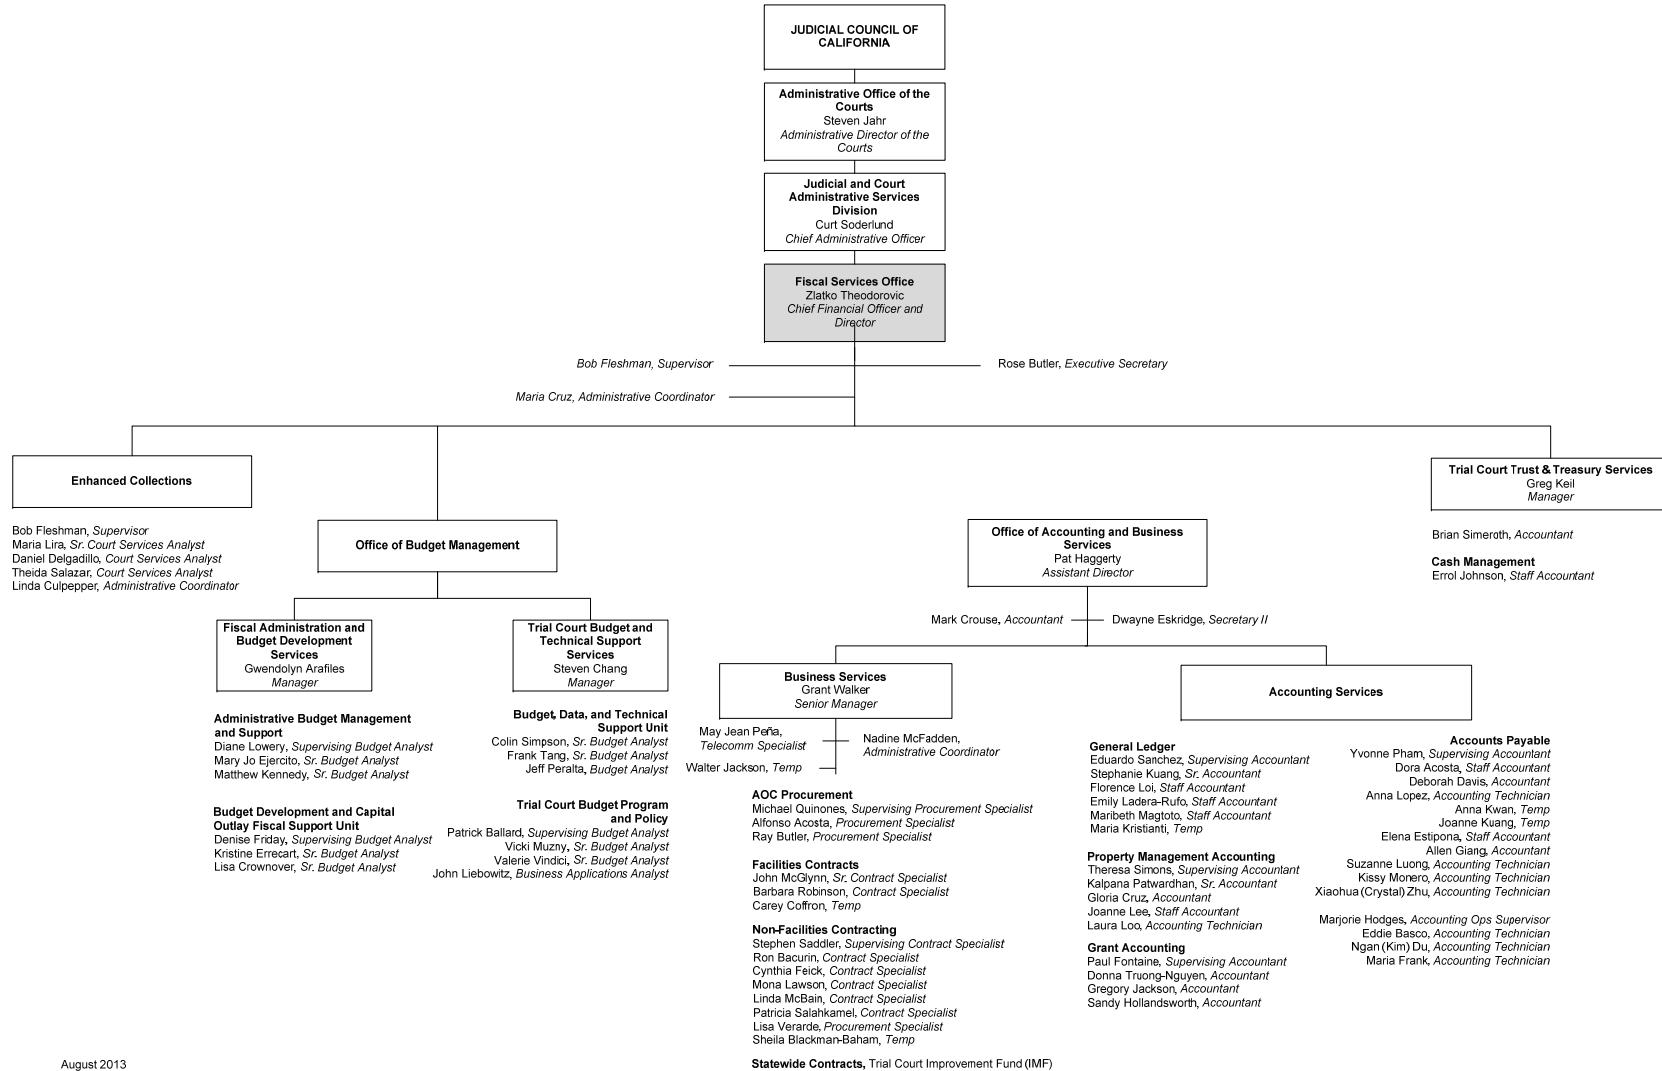 JUDICIAL COUNCIL OF
CALIFORNIA
Administrative Office of the
Courts
Steven Jahr
Administrative Director of the
Courts
Judicial and Court
Administrative Services
Division
Curt Soderlund
Chief Administrative Officer
Fiscal Services Office
Zlatko Theodorovic
Chief Financial Officer and
Director
Bob Fleshman, Supervisor
Rose Butler, Executive Secretary
Maria Cruz, Administrative Coordinator
Enhanced Collections
Bob Fleshman, Supervisor
Maria Lira, Sr. Court Services Analyst
Daniel Delgadillo, Court Services Analyst
Theida Salazar, Court Services Analyst
Linda Culpepper, Administrative Coordinator
Office of Budget Management
Fiscal Administration and
Budget Development
Services
Gwendolyn Arafiles
Manager
Administrative Budget Management
and Support
Diane Lowery, Supervising Budget Analyst
Mary Jo Ejercito, Sr. Budget Analyst
Matthew Kennedy, Sr. Budget Analyst
Budget Development and Capital
Outlay Fiscal Support Unit
Denise Friday, Supervising Budget Analyst
Kristine Errecart, Sr. Budget Analyst
Lisa Crownover, Sr. Budget Analyst
Trial Court Budget and
Technical Support
Services
Steven Chang
Manager
Budget, Data, and Technical
Support Unit
Colin Simpson, Sr. Budget Analyst
Frank Tang, Sr. Budget Analyst
Jeff Peralta, Budget Analyst
Trial Court Budget Program
and Policy
Patrick Ballard, Supervising Budget Analyst
Vicki Muzny, Sr. Budget Analyst
Valerie Vindici, Sr. Budget Analyst
John Liebowitz, Business Applications Analyst
Office of Accounting and Business
Services
Pat Haggerty
Assistant Director
Mark Crouse, Accountant
Dwayne Eskridge, Secretary II
Business Services
Grant Walker
Senior Manager
May Jean Peña,
Telecomm Specialist
Nadine McFadden,
Administrative Coordinator
Walter Jackson, Temp
AOC Procurement
Michael Quinones, Supervising Procurement Specialist
Alfonso Acosta, Procurement Specialist
Ray Butler, Procurement Specialist
Facilities Contracts
John McGlynn, Sr. Contract Specialist
Barbara Robinson, Contract Specialist
Carey Coffron, Temp
Non-Facilities Contracting
Stephen Saddler, Supervising Contract Specialist
Ron Bacurin, Contract Specialist
Cynthia Feick, Contract Specialist
Mona Lawson, Contract Specialist
Linda McBain, Contract Specialist
Patricia Salahkamel, Contract Specialist
Lisa Verarde, Procurement Specialist
Sheila Blackman-Baham, Temp
Statewide Contracts, Trial Court Improvement Fund (IMF)
Accounting Services
General Ledger
Eduardo Sanchez, Supervising Accountant
Stephanie Kuang, Sr. Accountant
Florence Loi, Staff Accountant
Emily Ladera-Rufo, Staff Accountant
Maribeth Magtoto, Staff Accountant
Maria Kristianti, Temp
Property Management Accounting
Theresa Simons, Supervising Accountant
Kalpana Patwardhan, Sr. Accountant
Gloria Cruz, Accountant
Joanne Lee, Staff Accountant
Laura Loo, Accounting Technician
Grant Accounting
Paul Fontaine, Supervising Accountant
Donna Truong-Nguyen, Accountant
Gregory Jackson, Accountant
Sandy Hollandsworth, Accountant
Accounts Payable
Yvonne Pham, Supervising Accountant
Dora Acosta, Staff Accountant
Deborah Davis, Accountant
Anna Lopez, Accounting Technician
Anna Kwan, Temp
Joanne Kuang, Temp
Elena Estipona, Staff Accountant
Allen Giang, Accountant
Suzanne Luong, Accounting Technician
Kissy Monero, Accounting Technician
Xiaohua (Crystal) Zhu, Accounting Technician
Marjorie Hodges, Accounting Ops Supervisor
Eddie Basco, Accounting Technician
Ngan (Kim) Du, Accounting Technician
Maria Frank, Accounting Technician
Trial Court Trust & Treasury Services
Greg Keil
Manager
Brian Simeroth, Accountant
Cash Management
Errol Johnson, Staff Accountant
August 2013